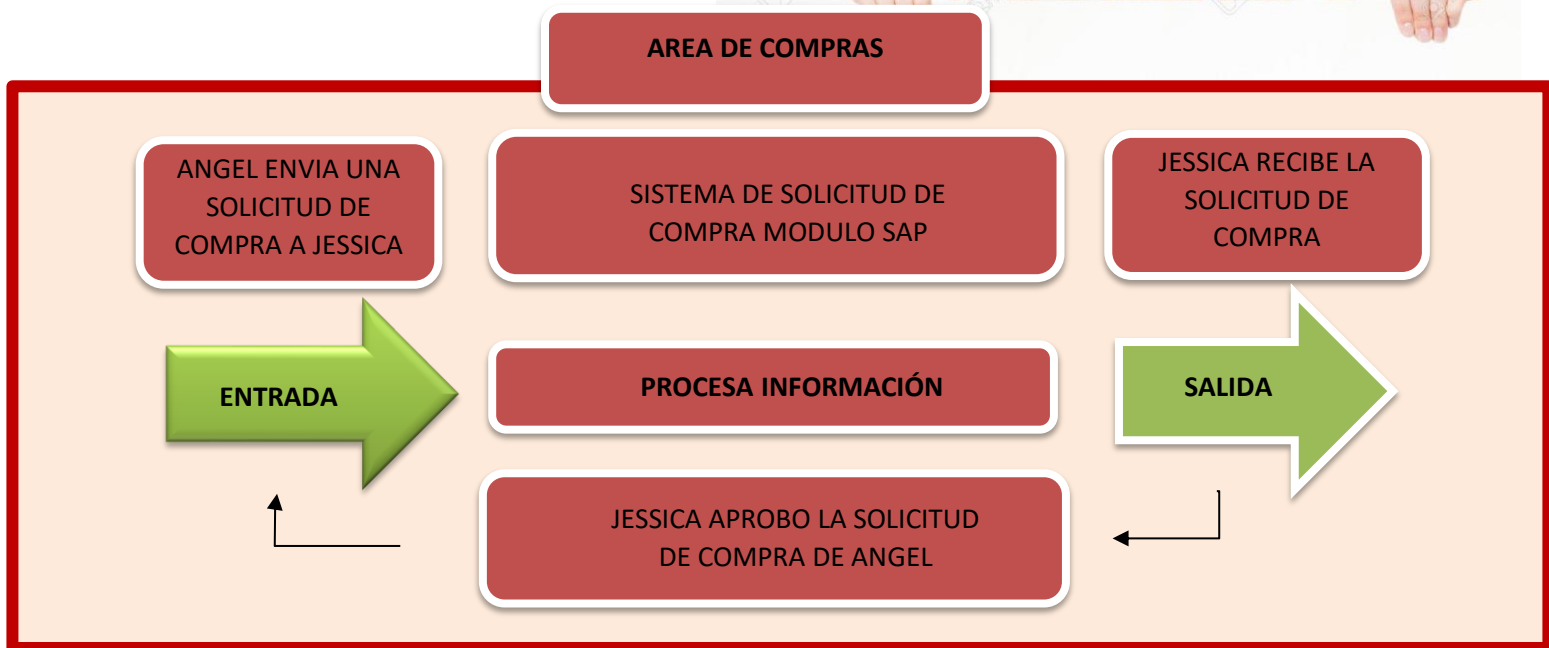 AREA DE COMPRAS
ANGEL ENVIA UNA
SOLICITUD DE
COMPRA A JESSICA
SISTEMA DE SOLICITUD DE
COMPRA MODULO SAP
JESSICA RECIBE LA
SOLICITUD DE
COMPRA
ENTRADA
PROCESA INFORMACIÓN
SALIDA
JESSICA APROBO LA SOLICITUD
DE COMPRA DE ANGEL